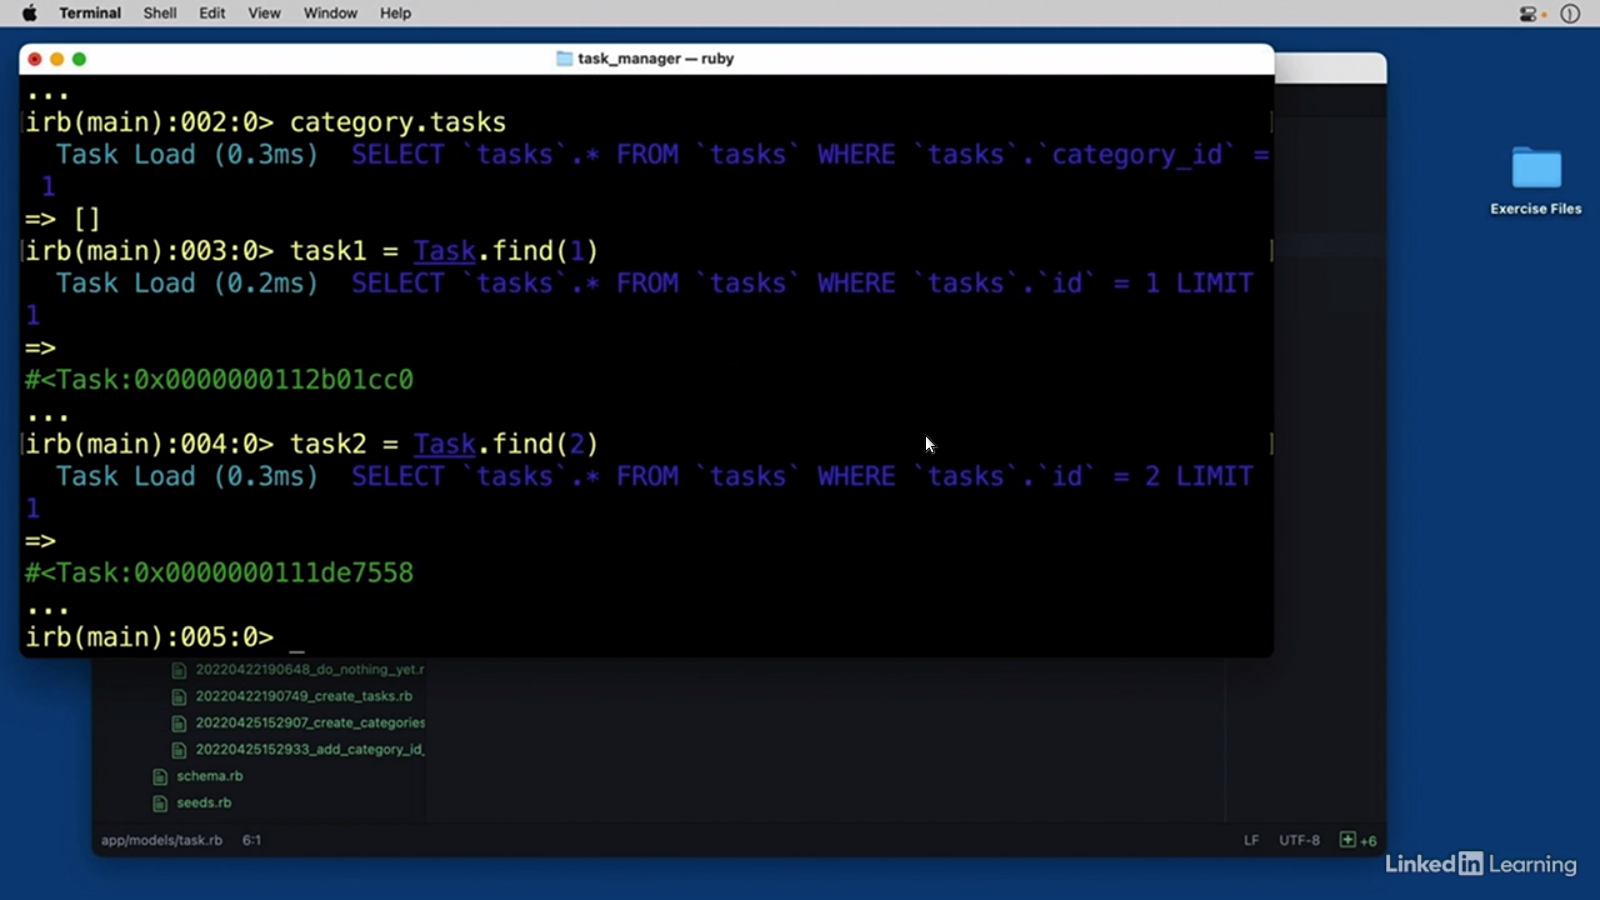 Terminal Shell Edit View Window Help
task_manager — ruby
...
irb(main):002:0> category.tasks
Task Load (0.3ms) SELECT `tasks`.* FROM `tasks` WHERE `tasks`.`category_id` =
1
=> []
irb(main):003:0> task1 = Task.find(1)
Task Load (0.2ms) SELECT `tasks`.* FROM `tasks` WHERE `tasks`.`id` = 1 LIMIT
1
=>
#<Task:0x0000000112b01cc0
...
irb(main):004:0> task2 = Task.find(2)
Task Load (0.3ms) SELECT `tasks`.* FROM `tasks` WHERE `tasks`.`id` = 2 LIMIT
1
=>
#<Task:0x0000000111de7558
...
irb(main):005:0> _
Exercise Files
20220422190648_do_nothing_yet.r
20220422190749_create_tasks.rb
20220425152907_create_categories
20220425152933_add_category_id_
schema.rb
seeds.rb
app/models/task.rb 6:1 LF UTF-8 +6
Linked in Learning